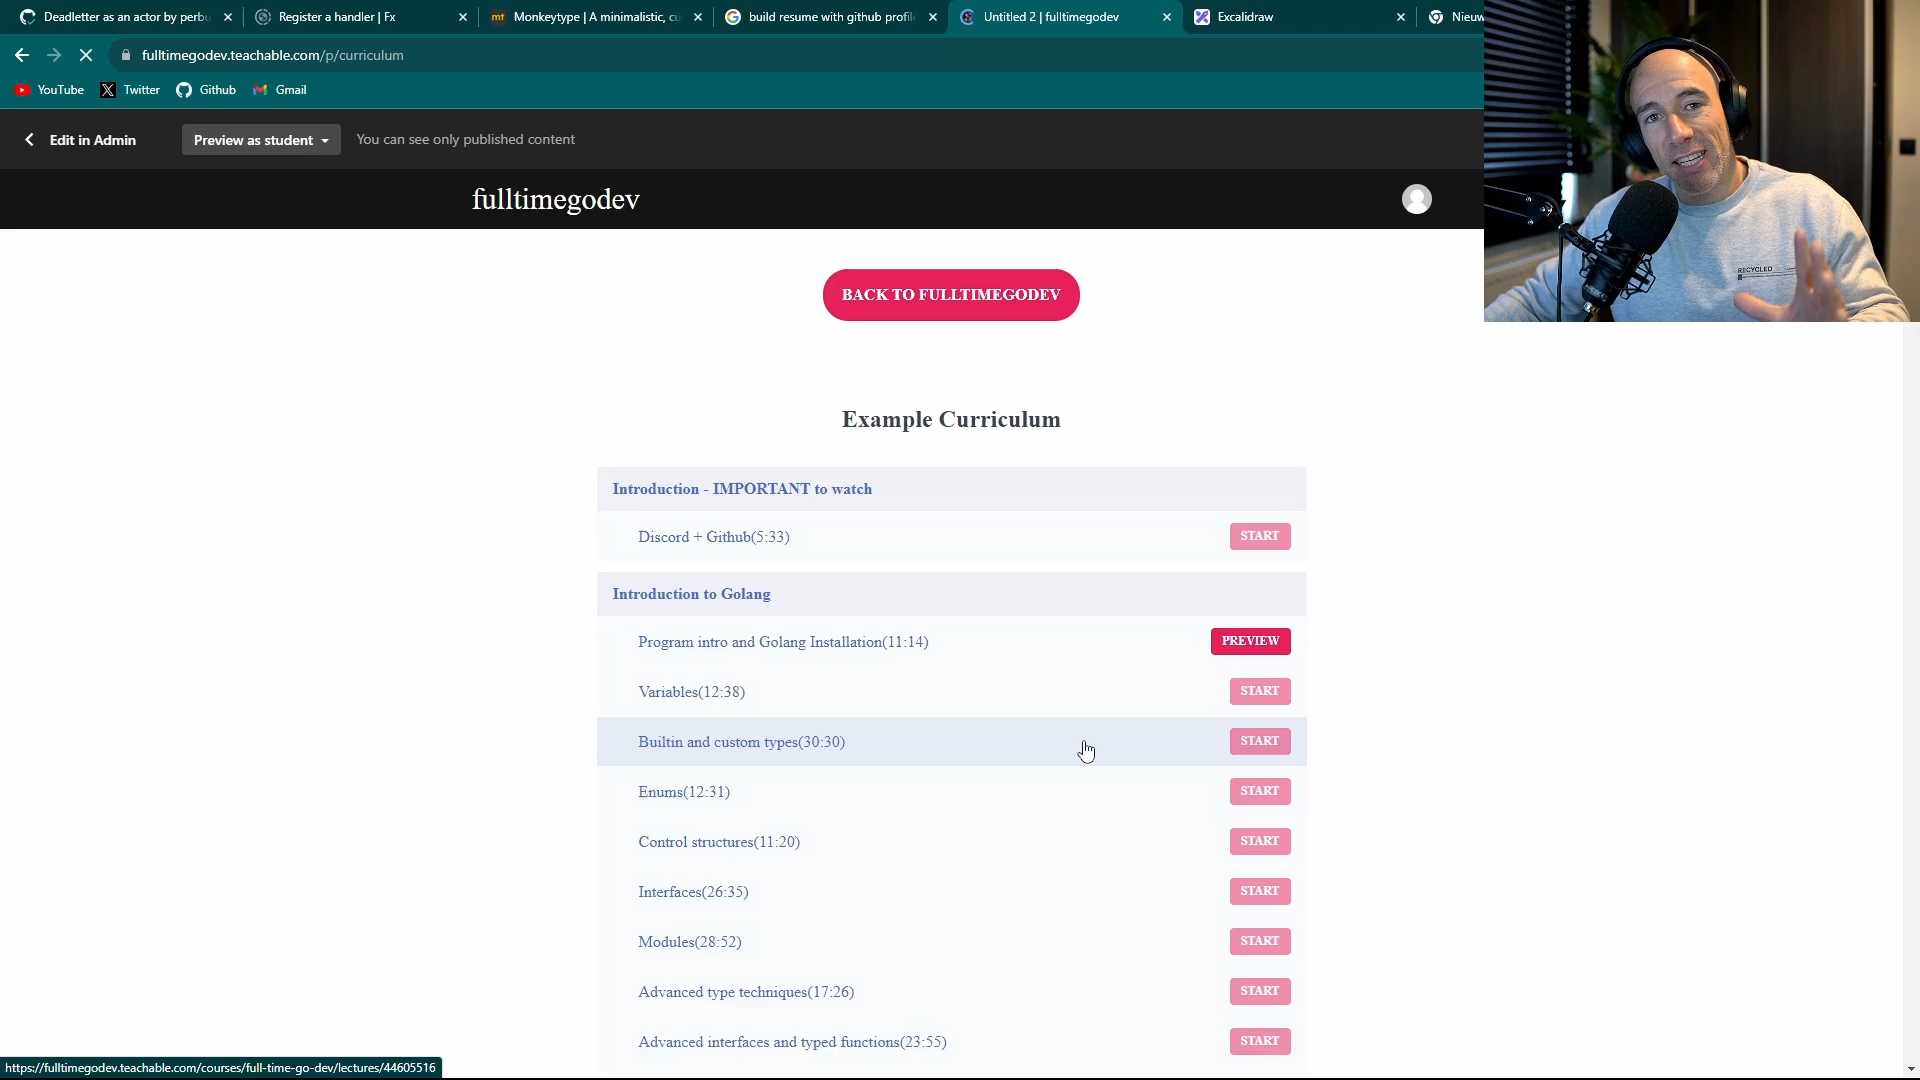 Deadletter as an actor by perbu
Register a handler | Fx
Monkeytype | A minimalistic, cu
build resume with github profile
Untitled 2 | fulltimegodev
Excalidraw
Nieuw
fulltimegodev.teachable.com/p/curriculum
YouTube
Twitter
Github
Gmail
Edit in Admin
Preview as student
You can see only published content
fulltimegodev
BACK TO FULLTIMEGODEV
RECYCLED
Example Curriculum
Introduction - IMPORTANT to watch
Discord + Github(5:33)
START
Introduction to Golang
Program intro and Golang Installation(11:14)
PREVIEW
Variables(12:38)
START
Builtin and custom types(30:30)
START
Enums(12:31)
START
Control structures(11:20)
START
Interfaces(26:35)
START
Modules(28:52)
START
Advanced type techniques(17:26)
START
Advanced interfaces and typed functions(23:55)
START
https://fulltimegodev.teachable.com/courses/full-time-go-dev/lectures/44605516